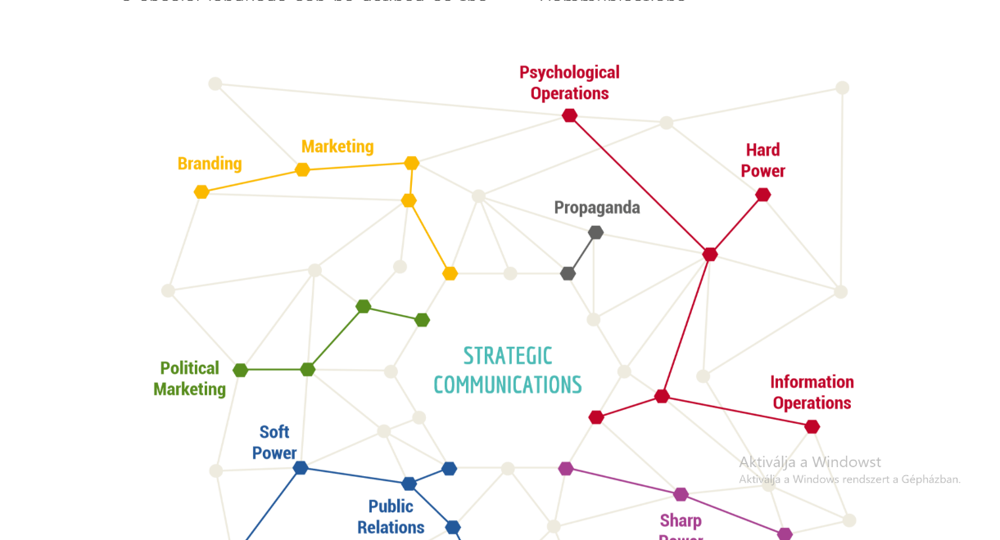 Psychological
Operations
Marketing
Branding
Hard
Power
Propaganda
STRATEGIC
COMMUNICATIONS
Political
Marketing
Information
Operations
Soft
Power
Aktiválja a Windowst
Aktiválja a Windows rendszert a Gépházban.
Public
Relations
Sharp
Power